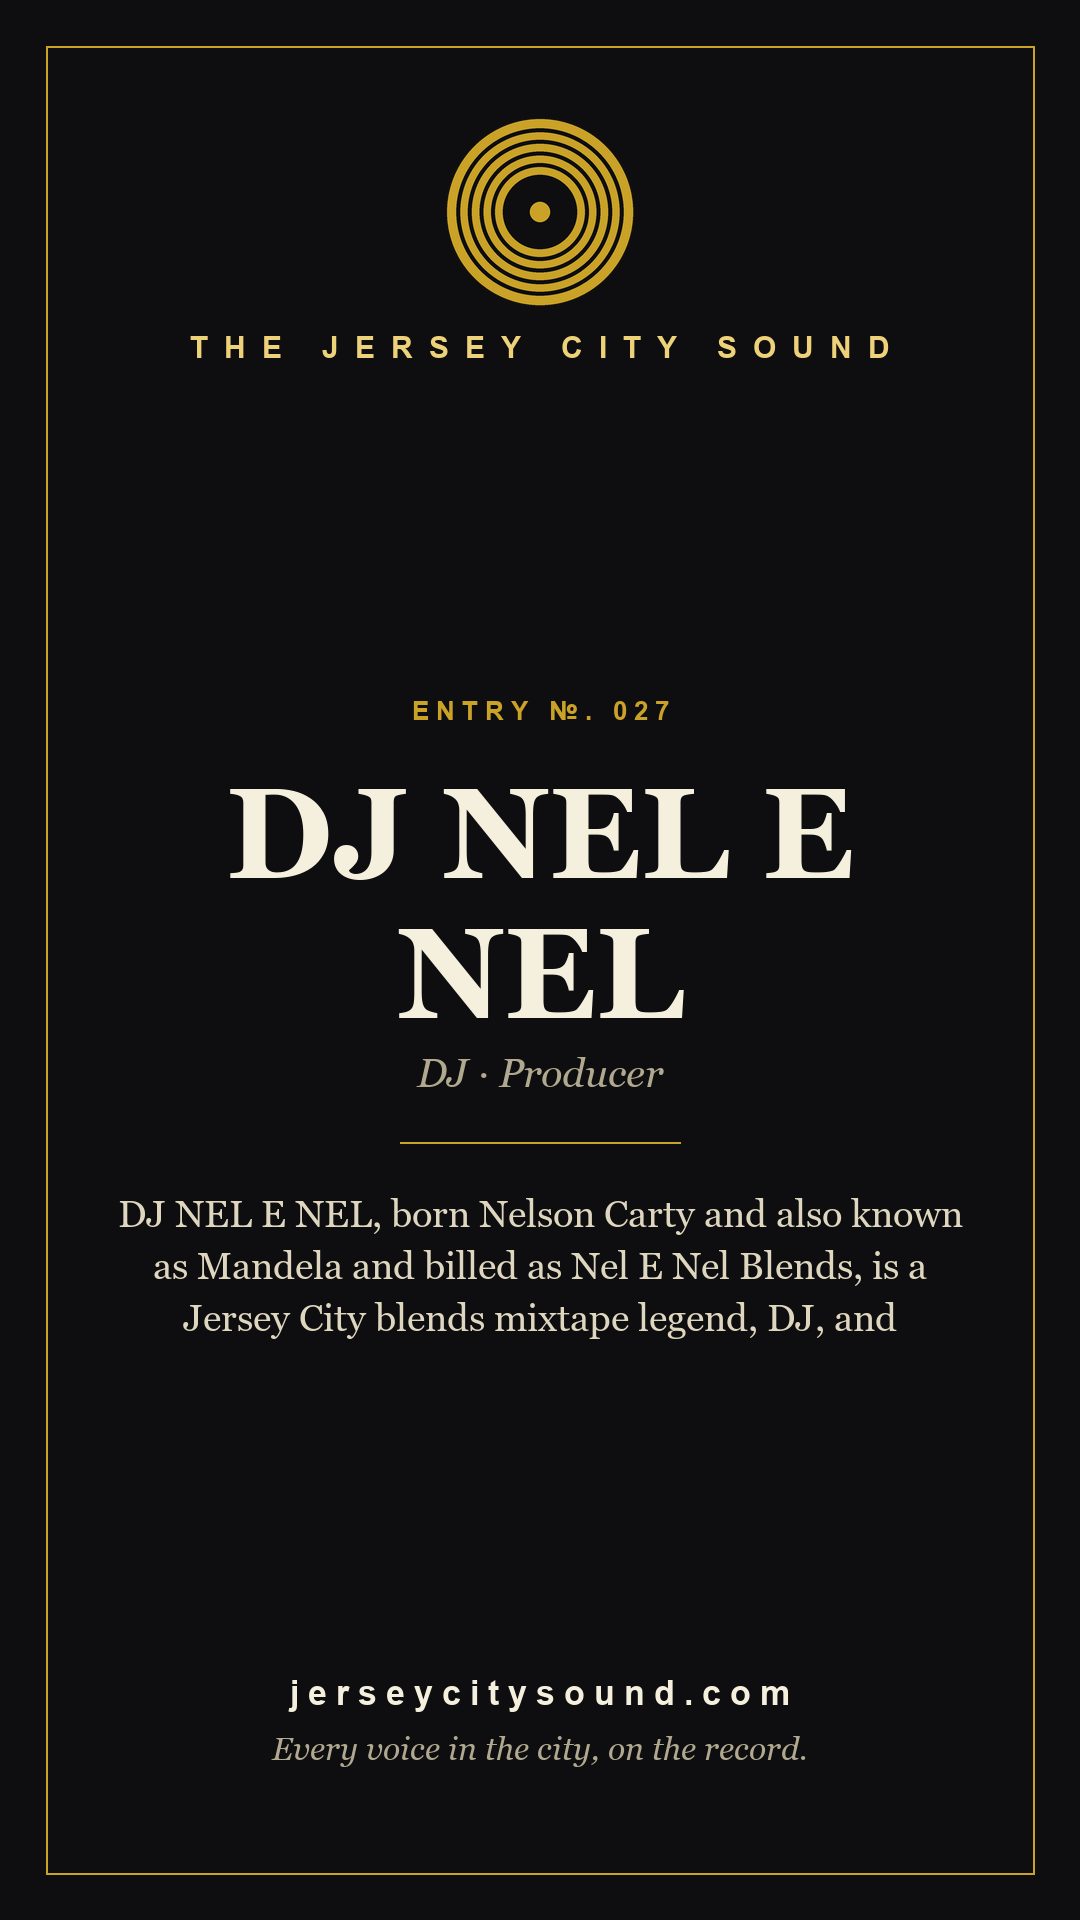 THE JERSEY CITY SOUND
ENTRY №. 027
DJ NEL E
NEL
DJ · Producer
DJ NEL E NEL, born Nelson Carty and also known
as Mandela and billed as Nel E Nel Blends, is a
Jersey City blends mixtape legend, DJ, and
jerseycitysound.com
Every voice in the city, on the record.